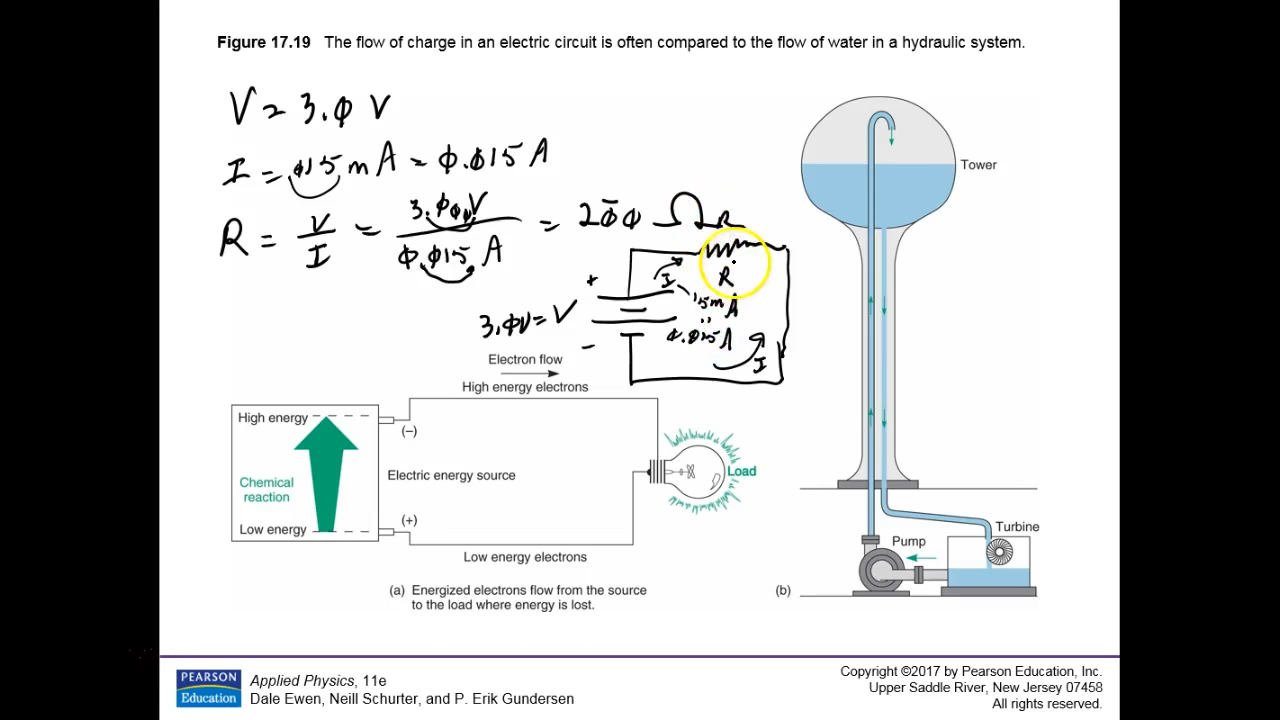 Figure 17.19 The flow of charge in an electric circuit is often compared to the flow of water in a hydraulic system.
V = 3.0 V
I = 015 mA = 0.015 A
R = V/I = 3.000 V / 0.015 A = 20̄0 Ω
R
+
I
R
15mA
3.0V = V
0.015A
−
I
Tower
Electron flow
High energy electrons
High energy
(−)
Chemical
reaction
Electric energy source
Load
Low energy
(+)
Low energy electrons
Turbine
Pump
(a) Energized electrons flow from the source
to the load where energy is lost.
(b)
PEARSON
Education
Applied Physics, 11e
Dale Ewen, Neill Schurter, and P. Erik Gundersen
Copyright ©2017 by Pearson Education, Inc.
Upper Saddle River, New Jersey 07458
All rights reserved.